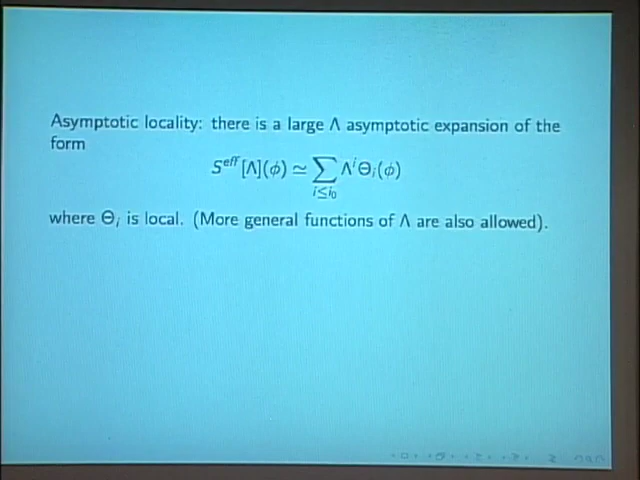 Asymptotic locality: there is a large Λ asymptotic expansion of the
form
S^{eff}[Λ](ϕ) ≃ ∑_{i≤i_0} Λ^i Θ_i(ϕ)
where Θ_i is local. (More general functions of Λ are also allowed).